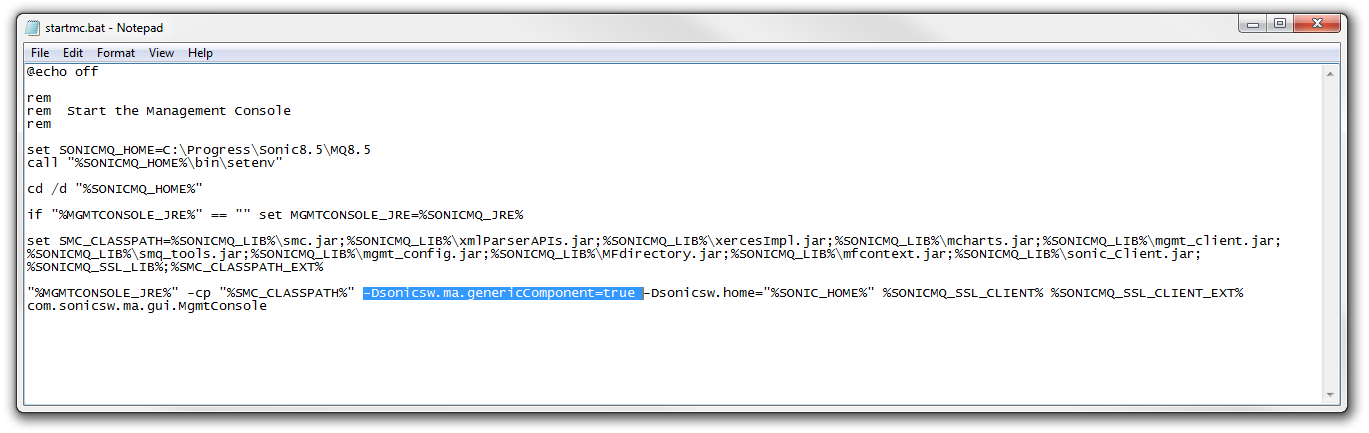 startmc.bat - Notepad
File Edit Format View Help
@echo off
rem
rem  Start the Management Console
rem
set SONICMQ_HOME=C:\Progress\Sonic8.5\MQ8.5
call "%SONICMQ_HOME%\bin\setenv"
cd /d "%SONICMQ_HOME%"
if "%MGMTCONSOLE_JRE%" == "" set MGMTCONSOLE_JRE=%SONICMQ_JRE%
set SMC_CLASSPATH=%SONICMQ_LIB%\smc.jar;%SONICMQ_LIB%\xmlParserAPIs.jar;%SONICMQ_LIB%\xercesImpl.jar;%SONICMQ_LIB%\mcharts.jar;%SONICMQ_LIB%\mgmt_client.jar;
%SONICMQ_LIB%\smq_tools.jar;%SONICMQ_LIB%\mgmt_config.jar;%SONICMQ_LIB%\MFdirectory.jar;%SONICMQ_LIB%\mfcontext.jar;%SONICMQ_LIB%\sonic_Client.jar;
%SONICMQ_SSL_LIB%;%SMC_CLASSPATH_EXT%
"%MGMTCONSOLE_JRE%" -cp "%SMC_CLASSPATH%" -Dsonicsw.ma.genericComponent=true -Dsonicsw.home="%SONIC_HOME%" %SONICMQ_SSL_CLIENT% %SONICMQ_SSL_CLIENT_EXT%
com.sonicsw.ma.gui.MgmtConsole